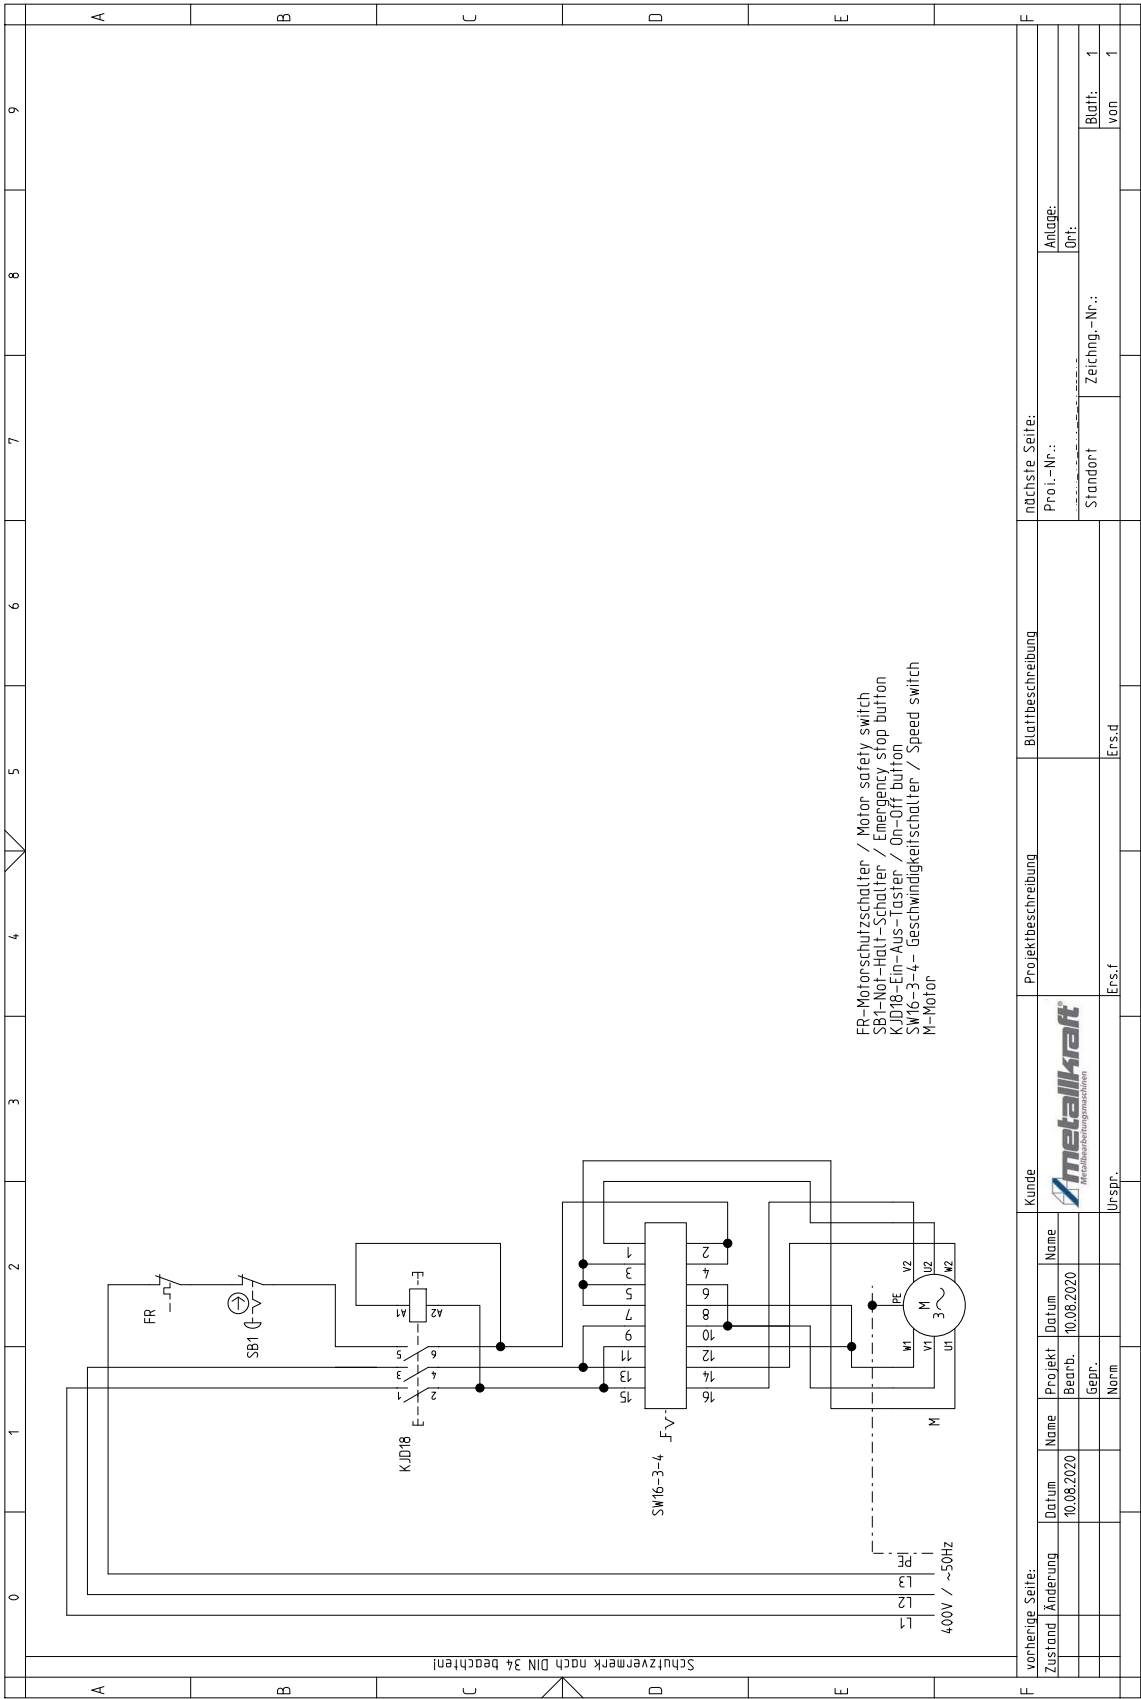 0 1 2 3 4 5 6 7 8 9
A A
B B
C C
D D
E E
F F
Schutzvermerk nach DIN 34 beachten!
FR
SB1
KJD18
1 3 5 A1
2 4 6 A2
SW16-3-4
15 13 11 9 7 5 3 1
16 14 12 10 8 6 4 2
L1
L2
L3
PE
400V / ~50Hz
PE
W1 V2
V1 U2
U1 W2
M
3~
M
FR-Motorschutzschalter / Motor safety switch
SB1-Not-Halt-Schalter / Emergency stop button
KJD18-Ein-Aus-Taster / On-Off button
SW16-3-4- Geschwindigkeitschalter / Speed switch
M-Motor
vorherige Seite:
Zustand Änderung Datum Name Projekt Datum Name
10.08.2020 Bearb. 10.08.2020
Gepr.
Norm
Kunde
metallkraft®
Metallbearbeitungsmaschinen
Urspr.
Projektbeschreibung
Ers.f
Blattbeschreibung
Ers.d
nächste Seite:
Proj.-Nr.:
Anlage:
Ort:
Standort
Zeichng.-Nr.:
Blatt: 1
von 1